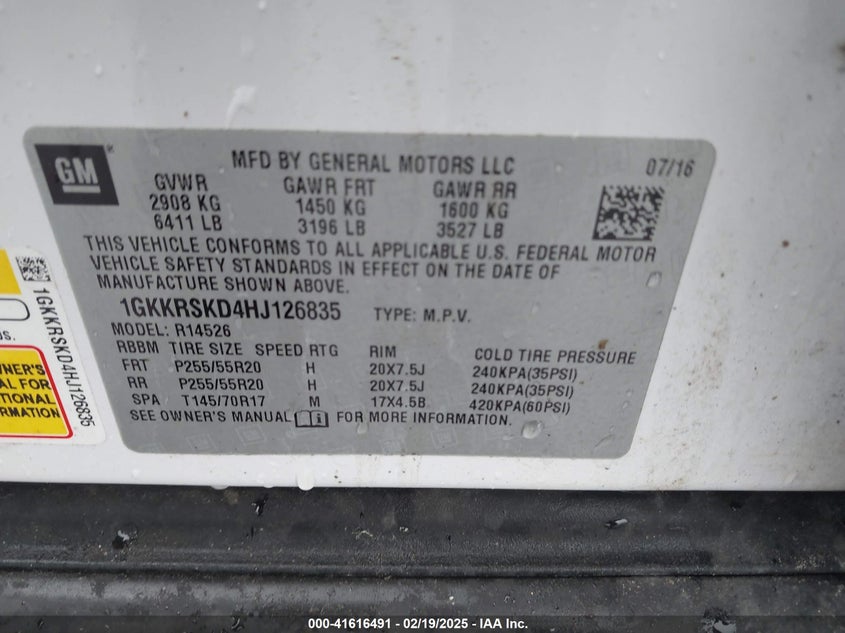 GM
MFD BY GENERAL MOTORS LLC 07/16
GVWR GAWR FRT GAWR RR
2908 KG 1450 KG 1600 KG
6411 LB 3196 LB 3527 LB
THIS VEHICLE CONFORMS TO ALL APPLICABLE U.S. FEDERAL MOTOR
VEHICLE SAFETY STANDARDS IN EFFECT ON THE DATE OF
MANUFACTURE SHOWN ABOVE.
1GKKRSKD4HJ126835 TYPE: M.P.V.
MODEL: R14526
RBBM TIRE SIZE SPEED RTG RIM COLD TIRE PRESSURE
FRT P255/55R20 H 20X7.5J 240KPA(35PSI)
RR P255/55R20 H 20X7.5J 240KPA(35PSI)
SPA T145/70R17 M 17X4.5B 420KPA(60PSI)
SEE OWNER'S MANUAL FOR MORE INFORMATION.
1GKKRSKD4HJ126835
FOR
000-41616491 - 02/19/2025 - IAA Inc.